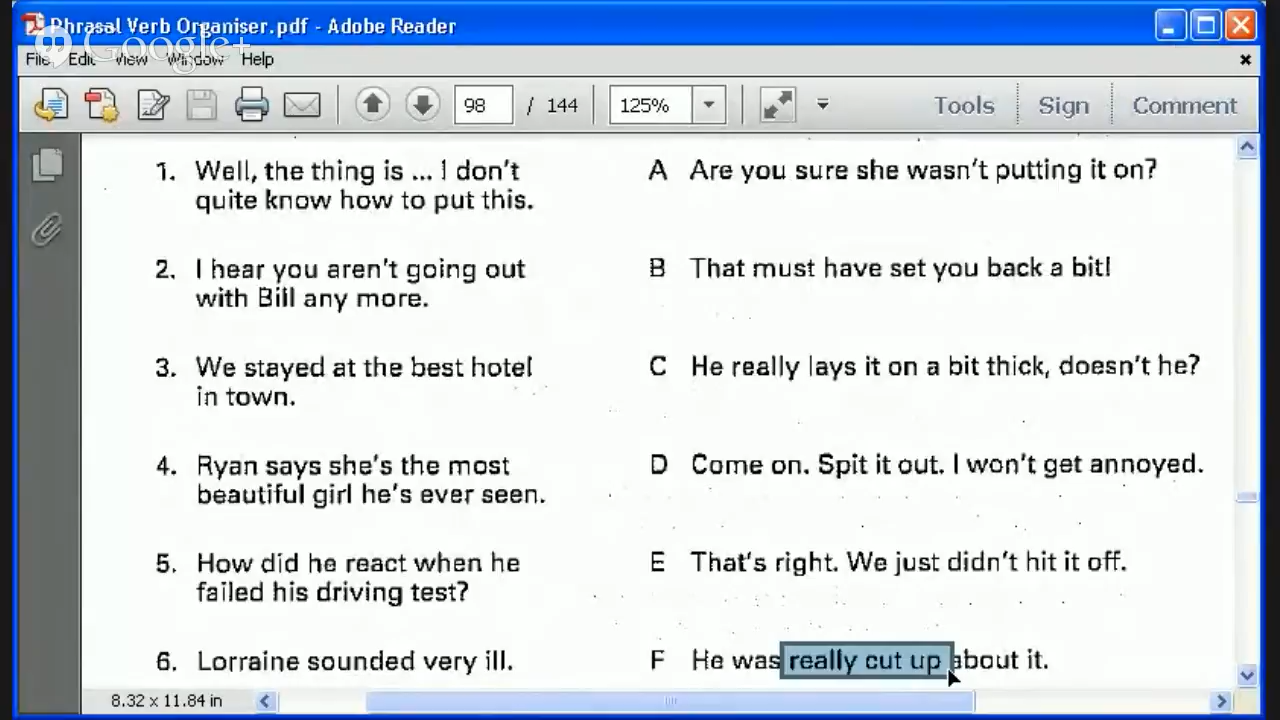 Phrasal Verb Organiser.pdf - Adobe Reader
Google+
File Edit View Window Help
98 / 144 125% Tools Sign Comment
1. Well, the thing is ... I don't
quite know how to put this.
A Are you sure she wasn't putting it on?
2. I hear you aren't going out
with Bill any more.
B That must have set you back a bit!
3. We stayed at the best hotel
in town.
C He really lays it on a bit thick, doesn't he?
4. Ryan says she's the most
beautiful girl he's ever seen.
D Come on. Spit it out. I won't get annoyed.
5. How did he react when he
failed his driving test?
E That's right. We just didn't hit it off.
6. Lorraine sounded very ill.
F He was really cut up about it.
8.32 x 11.84 in